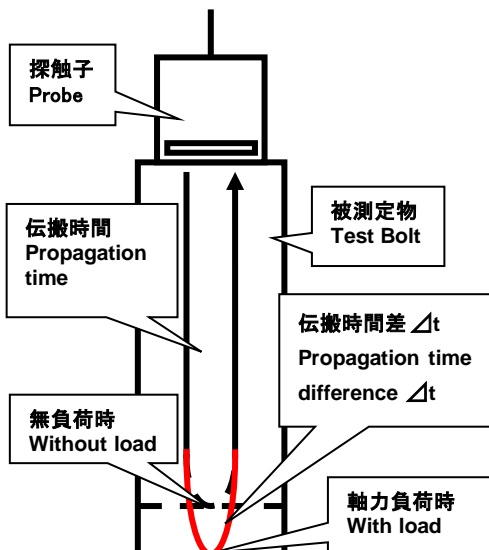 探触子
Probe
伝搬時間
Propagation
time
被測定物
Test Bolt
伝搬時間差 ⊿t
Propagation time
difference ⊿t
無負荷時
Without load
軸力負荷時
With load